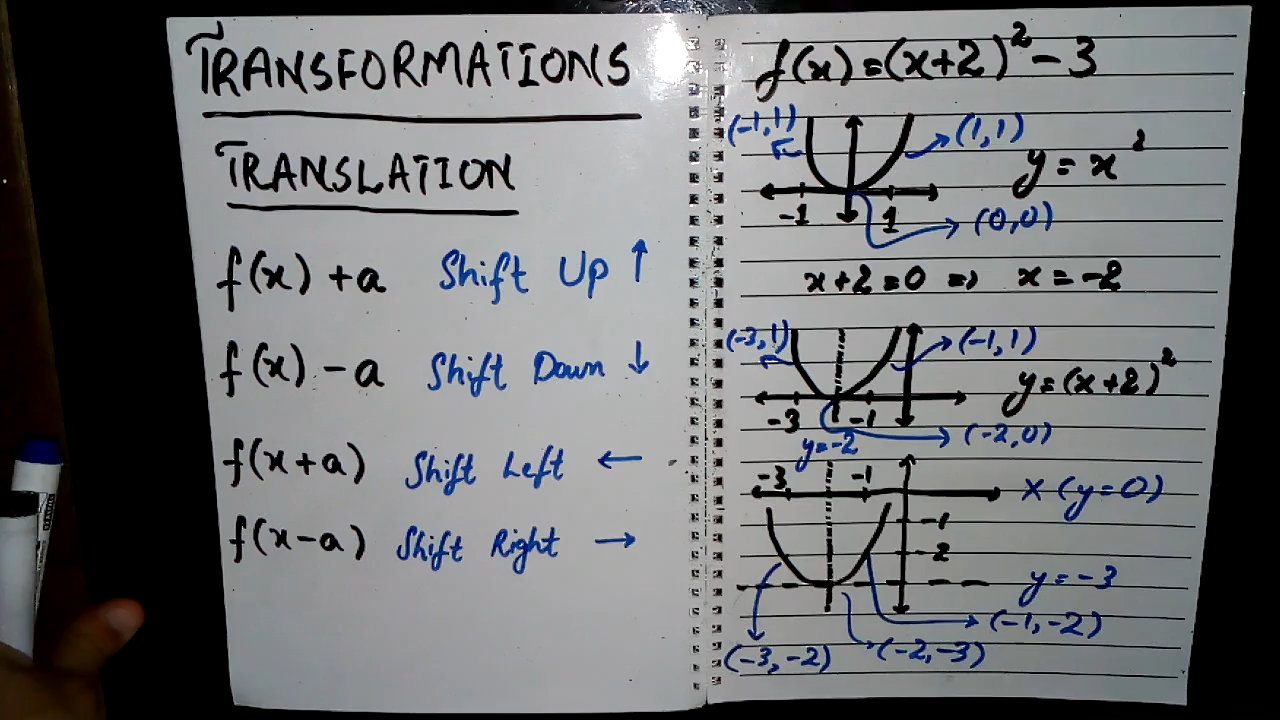 TRANSFORMATIONS
TRANSLATION
f(x) + a Shift Up ↑
f(x) - a Shift Down ↓
f(x+a) Shift Left ←
f(x-a) Shift Right →
f(x) = (x+2)² - 3
(-1,1) (1,1)
y = x²
-1 1 (0,0)
x+2=0 ⇒ x = -2
(-3,1) (-1,1)
y = (x+2)²
-3 -1
y=-2 (-2,0)
-3 -1 X (y=0)
-1
-2
y = -3
(-1,-2)
(-3,-2) (-2,-3)